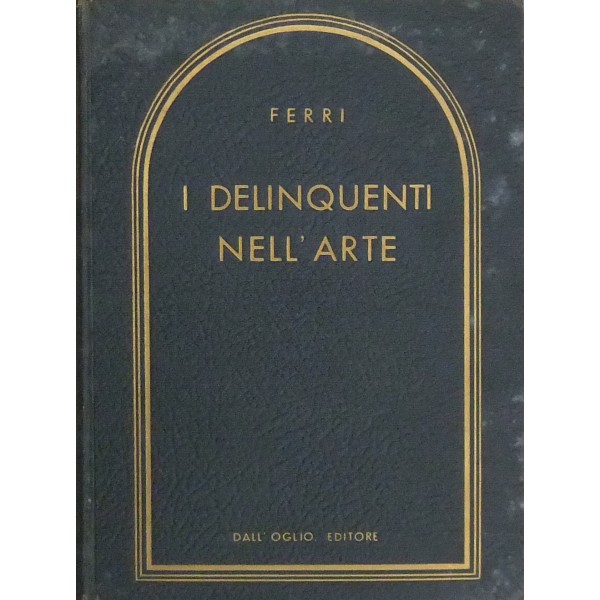 FERRI
I DELINQUENTI
NELL'ARTE
DALL'OGLIO EDITORE